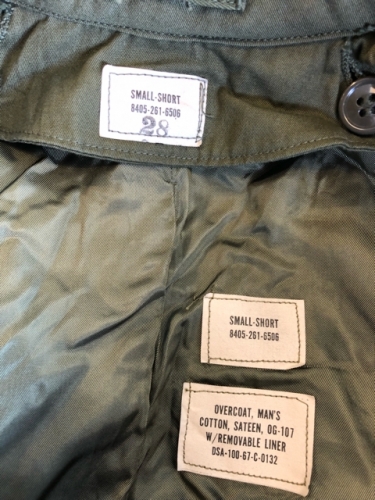 SMALL-SHORT
8405-261-6506
28
SMALL-SHORT
8405-261-6506
OVERCOAT, MAN'S
COTTON, SATEEN, OG-107
W/REMOVABLE LINER
DSA-100-67-C-0132